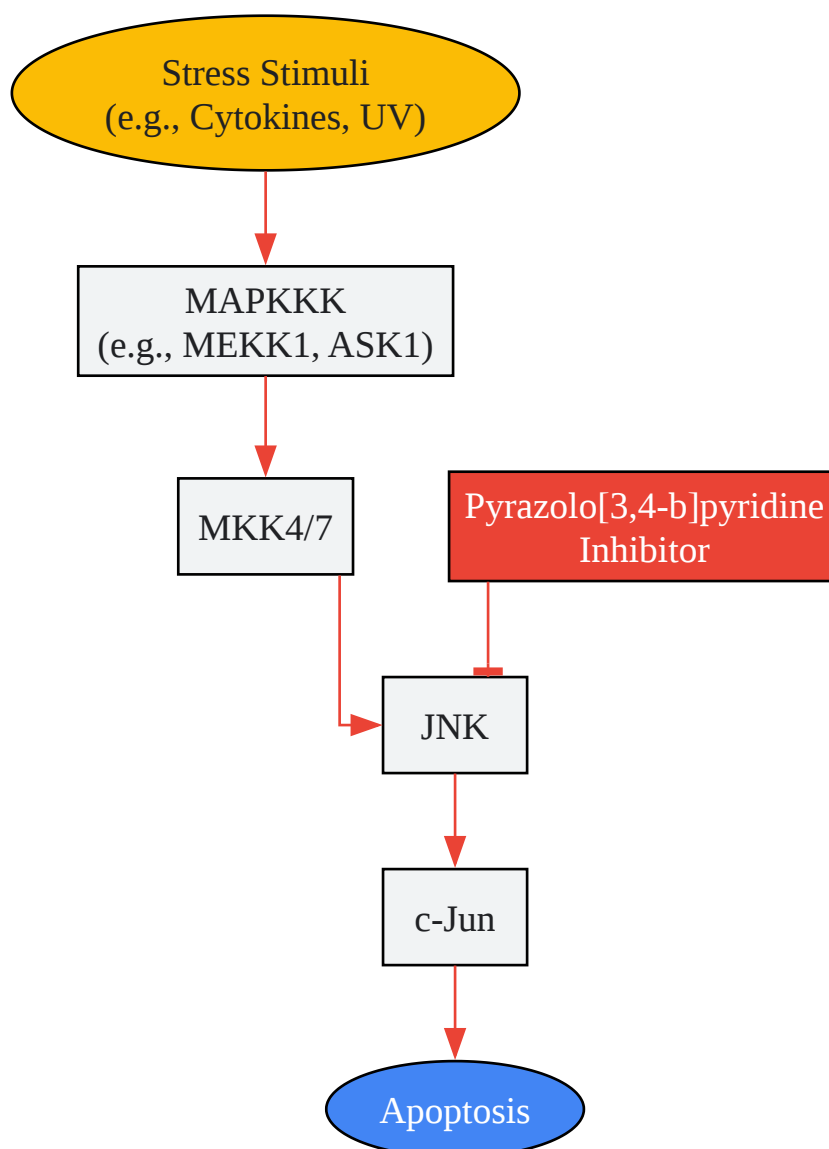 Stress Stimuli
(e.g., Cytokines, UV)
MAPKKK
(e.g., MEKK1, ASK1)
MKK4/7
Pyrazolo[3,4-b]pyridine
Inhibitor
JNK
c-Jun
Apoptosis